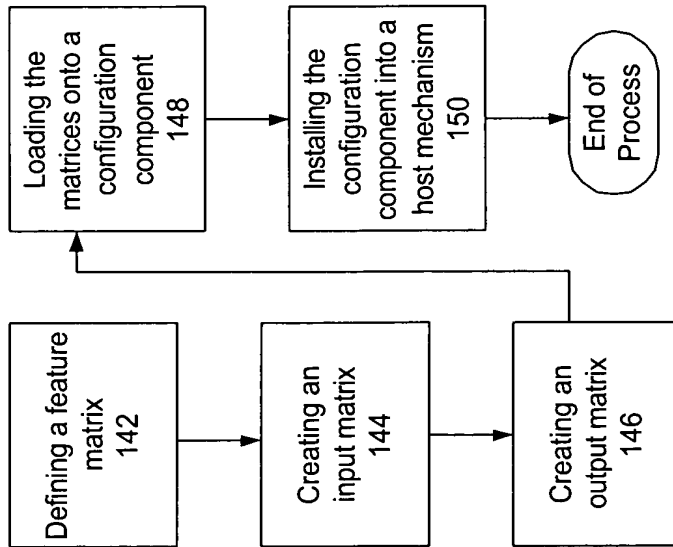 Defining a feature
matrix
142
Creating an
input matrix
144
Creating an
output matrix
146
Loading the
matrices onto a
configuration
component
148
Installing the
configuration
component into a
host mechanism
150
End of
Process